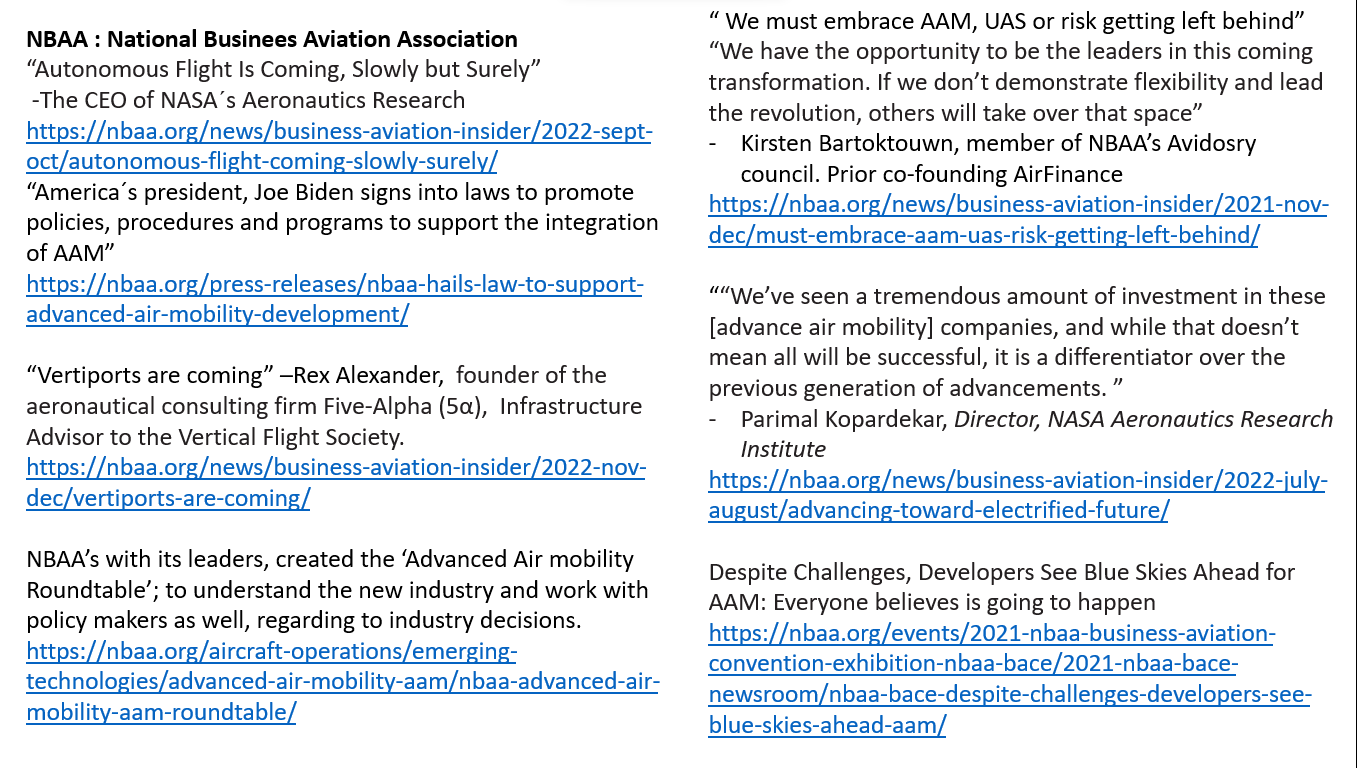 NBAA : National Businees Aviation Association
“Autonomous Flight Is Coming, Slowly but Surely”
-The CEO of NASA´s Aeronautics Research
https://nbaa.org/news/business-aviation-insider/2022-sept-
oct/autonomous-flight-coming-slowly-surely/
“America´s president, Joe Biden signs into laws to promote
policies, procedures and programs to support the integration
of AAM”
https://nbaa.org/press-releases/nbaa-hails-law-to-support-
advanced-air-mobility-development/
“Vertiports are coming” –Rex Alexander, founder of the
aeronautical consulting firm Five-Alpha (5α), Infrastructure
Advisor to the Vertical Flight Society.
https://nbaa.org/news/business-aviation-insider/2022-nov-
dec/vertiports-are-coming/
NBAA’s with its leaders, created the ‘Advanced Air mobility
Roundtable’; to understand the new industry and work with
policy makers as well, regarding to industry decisions.
https://nbaa.org/aircraft-operations/emerging-
technologies/advanced-air-mobility-aam/nbaa-advanced-air-
mobility-aam-roundtable/
“ We must embrace AAM, UAS or risk getting left behind”
“We have the opportunity to be the leaders in this coming
transformation. If we don’t demonstrate flexibility and lead
the revolution, others will take over that space”
- Kirsten Bartoktouwn, member of NBAA’s Avidosry
council. Prior co-founding AirFinance
https://nbaa.org/news/business-aviation-insider/2021-nov-
dec/must-embrace-aam-uas-risk-getting-left-behind/
““We’ve seen a tremendous amount of investment in these
[advance air mobility] companies, and while that doesn’t
mean all will be successful, it is a differentiator over the
previous generation of advancements. ”
- Parimal Kopardekar, Director, NASA Aeronautics Research
Institute
https://nbaa.org/news/business-aviation-insider/2022-july-
august/advancing-toward-electrified-future/
Despite Challenges, Developers See Blue Skies Ahead for
AAM: Everyone believes is going to happen
https://nbaa.org/events/2021-nbaa-business-aviation-
convention-exhibition-nbaa-bace/2021-nbaa-bace-
newsroom/nbaa-bace-despite-challenges-developers-see-
blue-skies-ahead-aam/